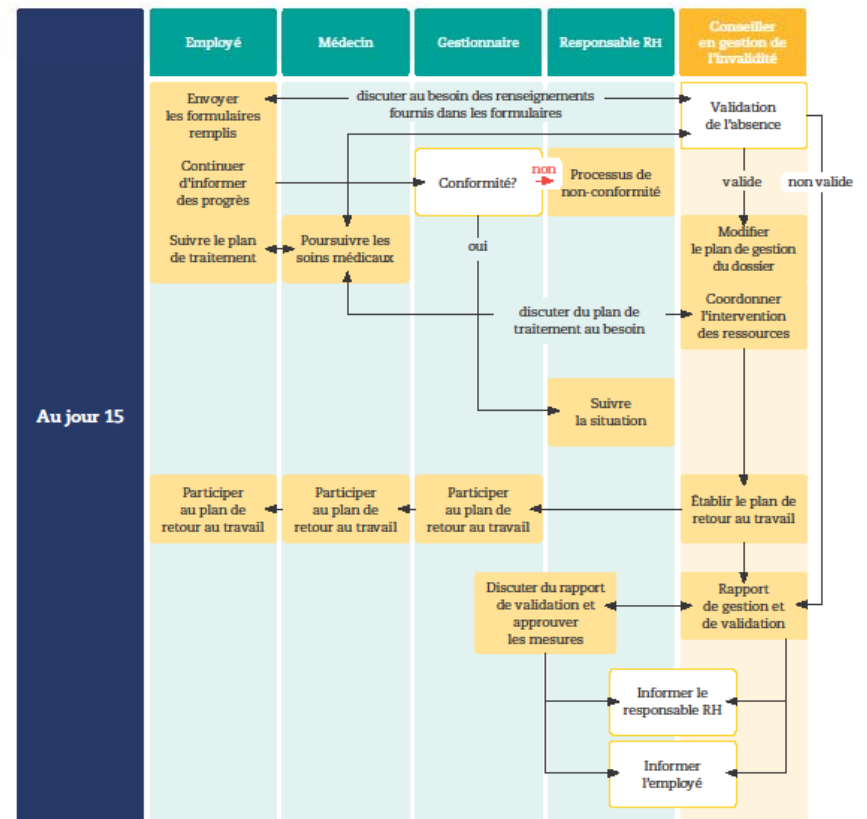 Employé
Médecin
Gestionnaire
Responsable RH
Conseiller
en gestion de
l'invalidité
Au jour 15
Envoyer
les formulaires
remplis
discuter au besoin des renseignements
fournis dans les formulaires
Validation
de l'absence
Continuer
d'informer
des progrès
Conformité?
non
Processus de
non-conformité
valide
non valide
Suivre le plan
de traitement
Poursuivre les
soins médicaux
oui
Modifier
le plan de gestion
du dossier
discuter du plan de
traitement au besoin
Coordonner
l'intervention
des ressources
Suivre
la situation
Participer
au plan de
retour au travail
Participer
au plan de
retour au travail
Participer
au plan de
retour au travail
Établir le plan de
retour au travail
Discuter du rapport
de validation et
approuver
les mesures
Rapport
de gestion et
de validation
Informer le
responsable RH
Informer
l'employé